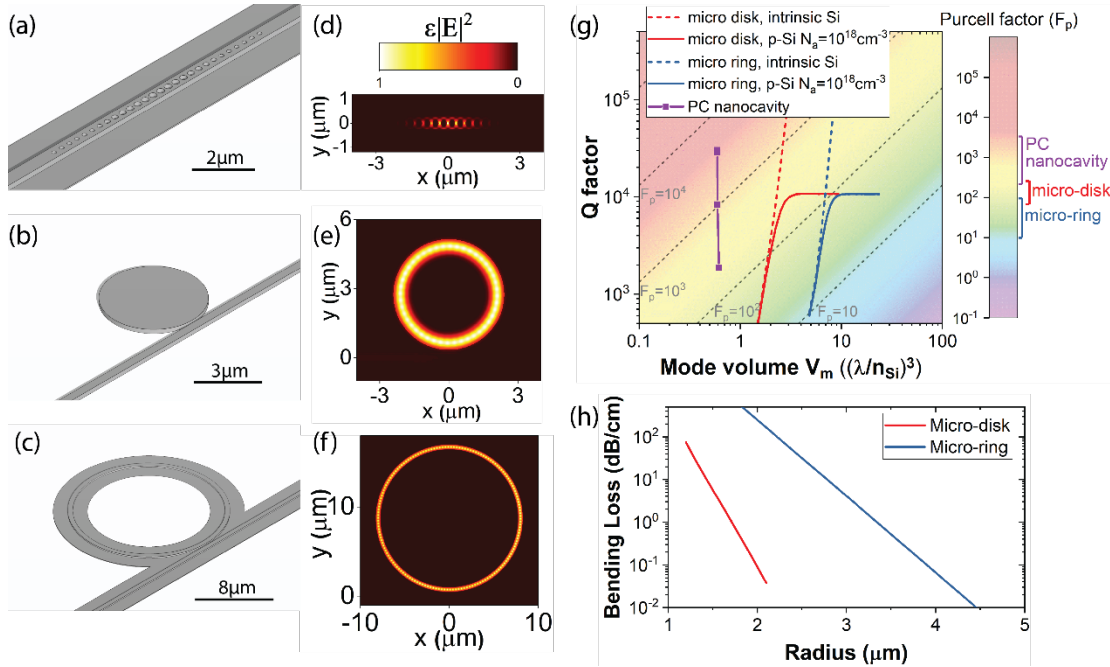 (a)
2μm
(b)
3μm
(c)
8μm
(d)
ε|E|²
1
0
y (μm)
1
0
-1
-3
0
3
x (μm)
(e)
y (μm)
6
3
0
-3
0
3
x (μm)
(f)
y (μm)
10
0
-10
0
10
x (μm)
(g)
micro disk, intrinsic Si
micro disk, p-Si Nₐ=10¹⁸cm⁻³
micro ring, intrinsic Si
micro ring, p-Si Nₐ=10¹⁸cm⁻³
PC nanocavity
Q factor
10⁵
10⁴
10³
Fₚ=10⁴
Fₚ=10³
Fₚ=10²
Fₚ=10
0.1
1
10
100
Mode volume Vₘ ((λ/n_Si)³)
Purcell factor (Fₚ)
10⁵
10⁴
10³
10²
10¹
10⁰
10⁻¹
PC
nanocavity
micro-disk
micro-ring
(h)
Micro-disk
Micro-ring
Bending Loss (dB/cm)
10²
10¹
10⁰
10⁻¹
10⁻²
1
2
3
4
5
Radius (μm)